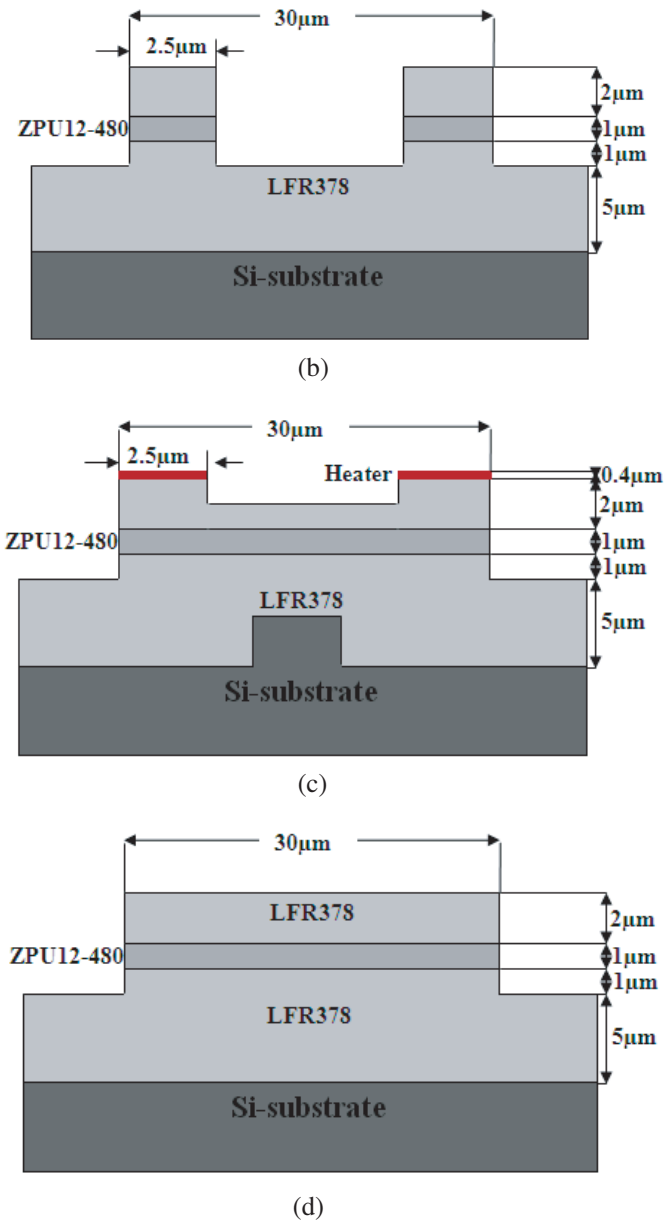 30µm
2.5µm
2µm
ZPU12-480
1µm
1µm
LFR378
5µm
Si-substrate
(b)
30µm
2.5µm
Heater
0.4µm
2µm
ZPU12-480
1µm
1µm
LFR378
5µm
Si-substrate
(c)
30µm
LFR378
2µm
ZPU12-480
1µm
1µm
LFR378
5µm
Si-substrate
(d)